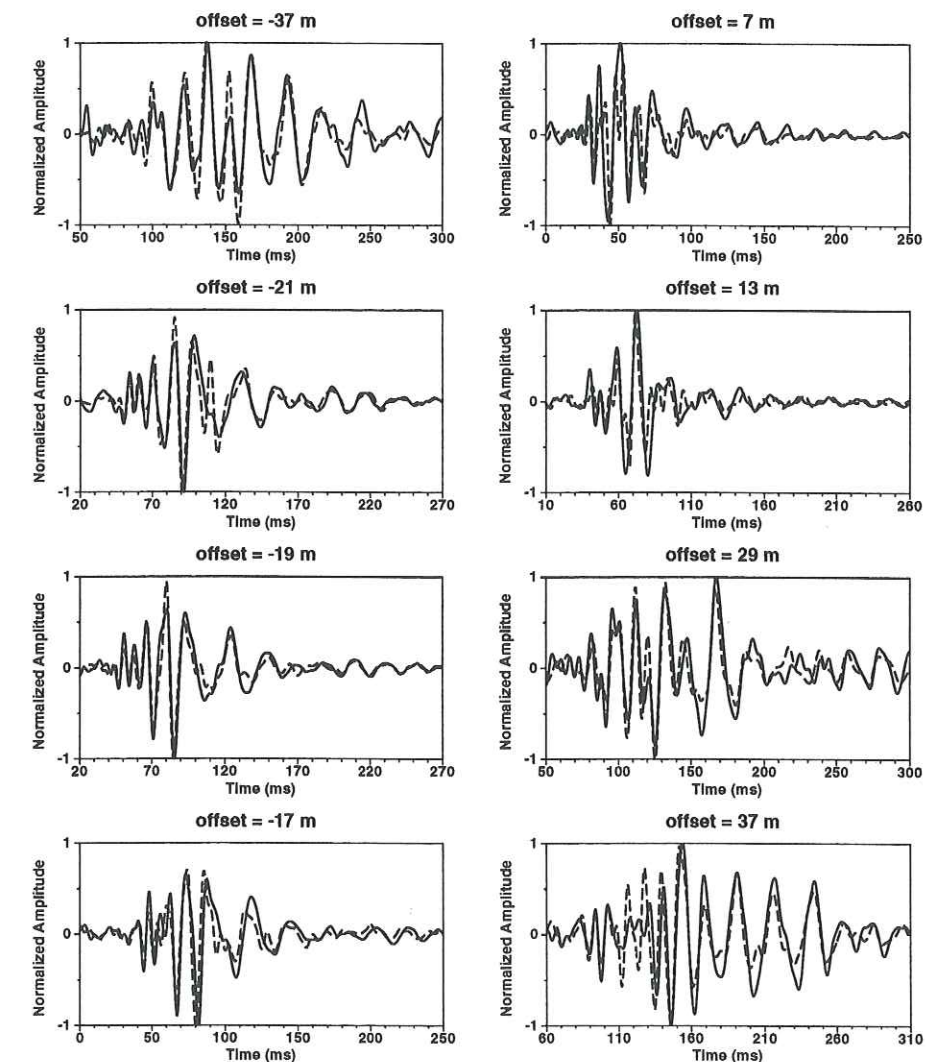 offset = -37 m
Normalized Amplitude
1
0
-1
50 100 150 200 250 300
Time (ms)
offset = 7 m
Normalized Amplitude
1
0
-1
0 50 100 150 200 250
Time (ms)
offset = -21 m
Normalized Amplitude
1
0
-1
20 70 120 170 220 270
Time (ms)
offset = 13 m
Normalized Amplitude
1
0
-1
10 60 110 160 210 260
Time (ms)
offset = -19 m
Normalized Amplitude
1
0
-1
20 70 120 170 220 270
Time (ms)
offset = 29 m
Normalized Amplitude
1
0
-1
50 100 150 200 250 300
Time (ms)
offset = -17 m
Normalized Amplitude
1
0
-1
0 50 100 150 200 250
Time (ms)
offset = 37 m
Normalized Amplitude
1
0
-1
60 110 160 210 260 310
Time (ms)